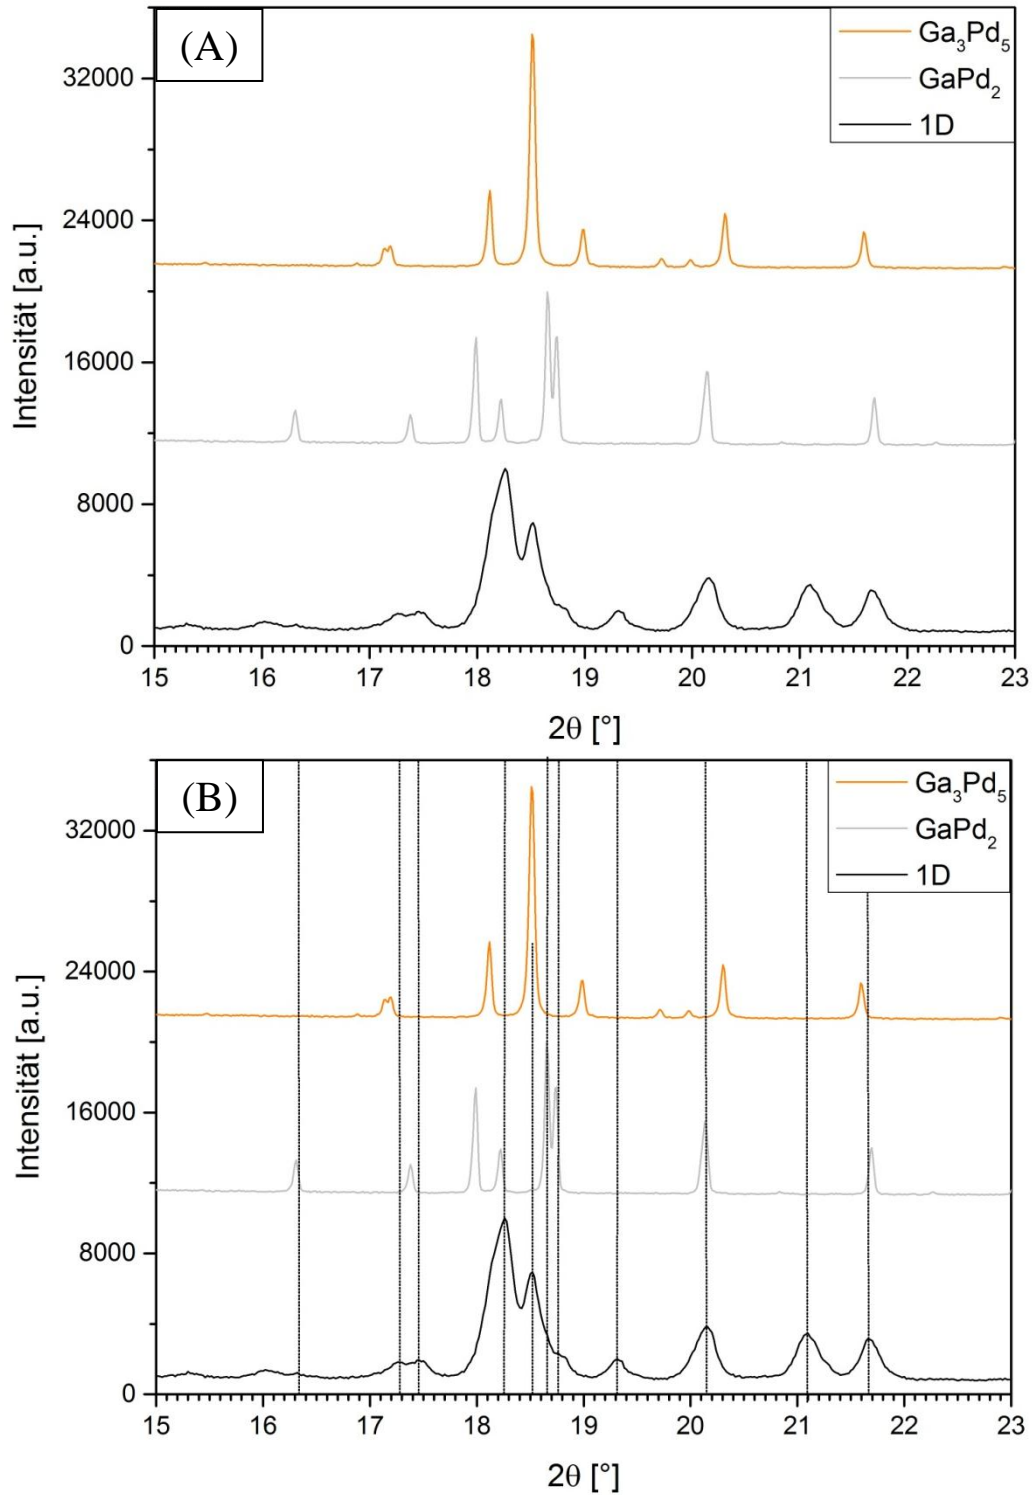 (A)
Ga₃Pd₅
GaPd₂
1D
Intensität [a.u.]
32000
24000
16000
8000
0
15 16 17 18 19 20 21 22 23
2θ [°]
(B)
Ga₃Pd₅
GaPd₂
1D
Intensität [a.u.]
32000
24000
16000
8000
0
15 16 17 18 19 20 21 22 23
2θ [°]